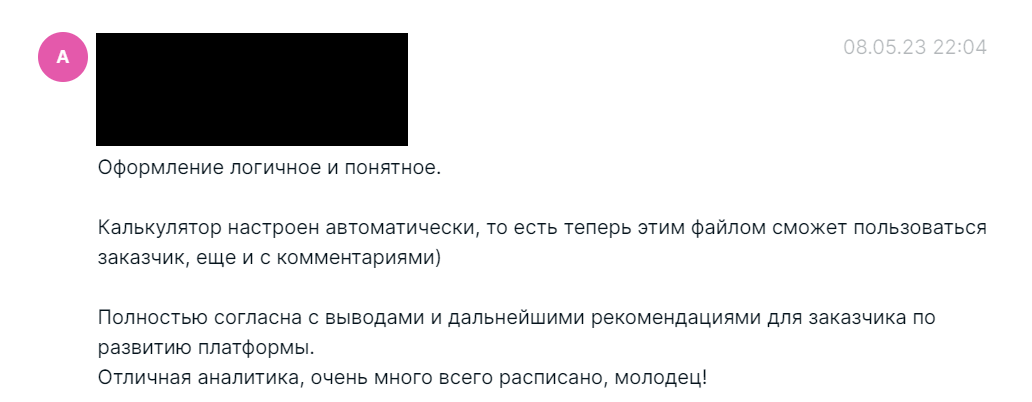 А
08.05.23 22:04
Оформление логичное и понятное.
Калькулятор настроен автоматически, то есть теперь этим файлом сможет пользоваться
заказчик, еще и с комментариями)
Полностью согласна с выводами и дальнейшими рекомендациями для заказчика по
развитию платформы.
Отличная аналитика, очень много всего расписано, молодец!